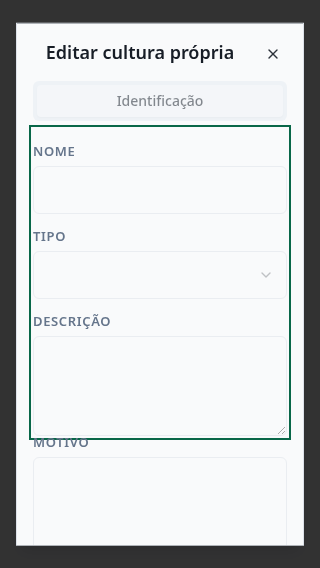 Editar cultura própria
Identificação
NOME
TIPO
DESCRIÇÃO
MOTIVO